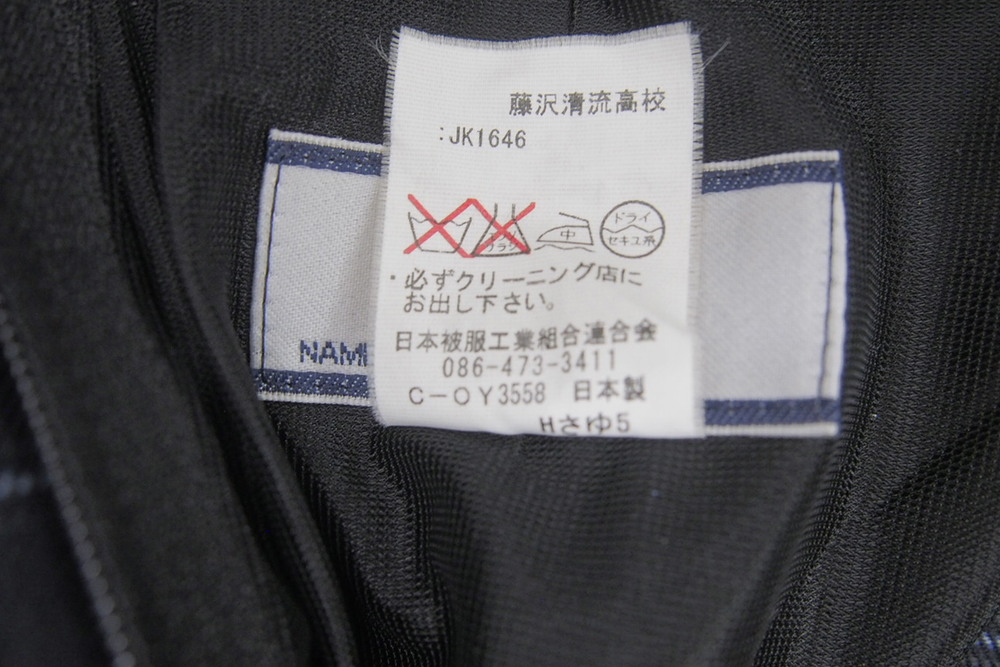 藤沢清流高校
:JK1646
中
ドライ
セキユ系
・必ずクリーニング店に
お出し下さい。
日本被服工業組合連合会
086-473-3411
C-OY3558 日本製
Hさゆ5
NAM